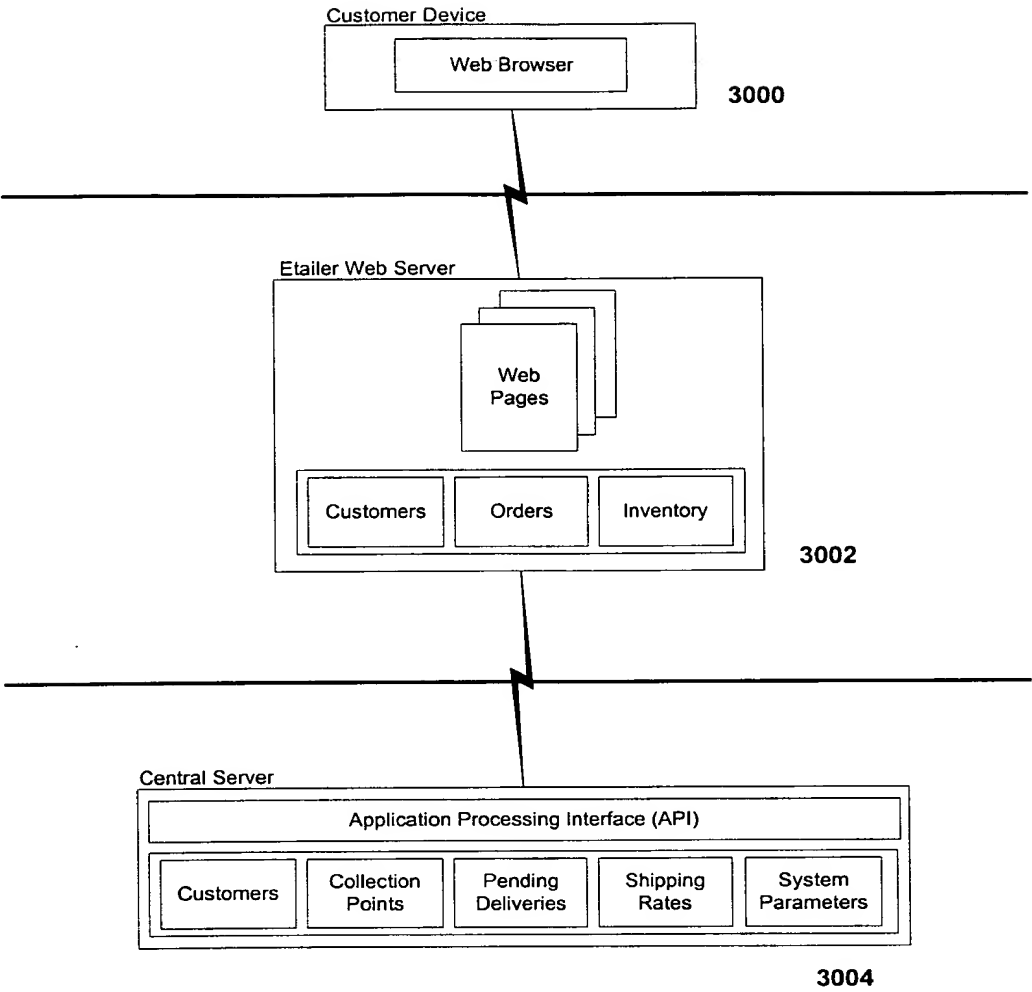 Customer Device
Web Browser
3000
Etailer Web Server
Web
Pages
Customers
Orders
Inventory
3002
Central Server
Application Processing Interface (API)
Customers
Collection
Points
Pending
Deliveries
Shipping
Rates
System
Parameters
3004